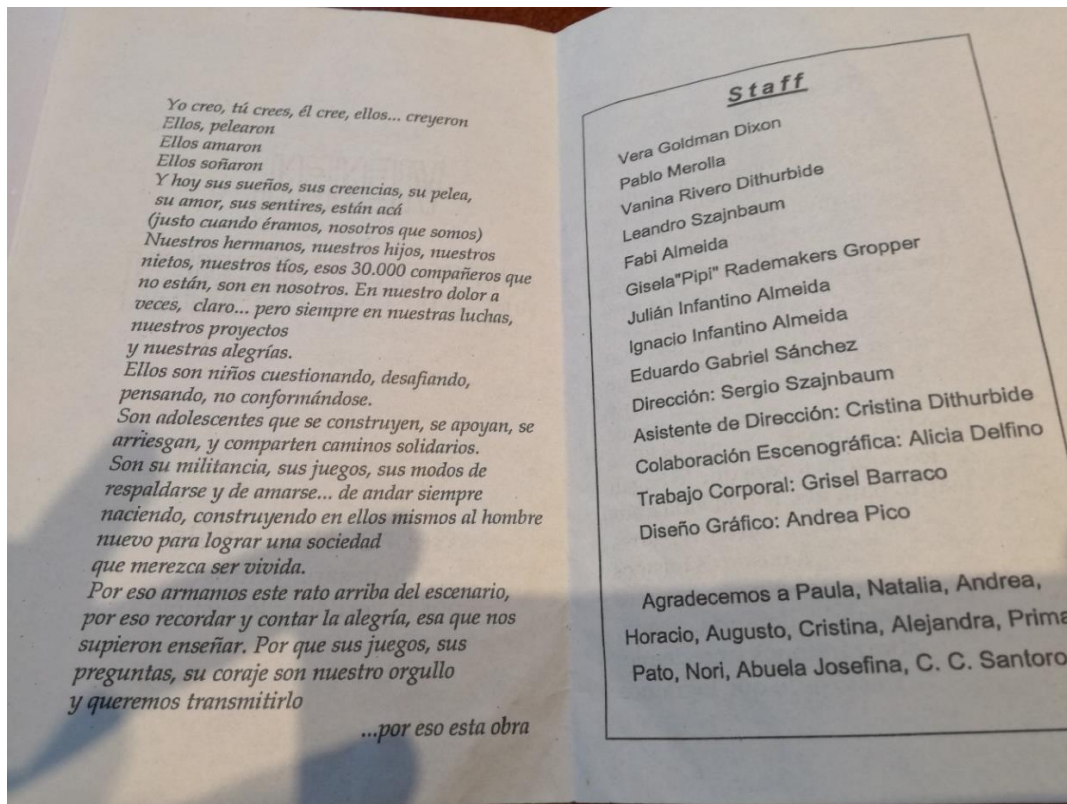 Yo creo, tú crees, él cree, ellos... creyeron
Ellos, pelearon
Ellos amaron
Ellos soñaron
Y hoy sus sueños, sus creencias, su pelea,
su amor, sus sentires, están acá
(justo cuando éramos, nosotros que somos)
Nuestros hermanos, nuestros hijos, nuestros
nietos, nuestros tíos, esos 30.000 compañeros que
no están, son en nosotros. En nuestro dolor a
veces, claro... pero siempre en nuestras luchas,
nuestros proyectos
y nuestras alegrías.
Ellos son niños cuestionando, desafiando,
pensando, no conformándose.
Son adolescentes que se construyen, se apoyan, se
arriesgan, y comparten caminos solidarios.
Son su militancia, sus juegos, sus modos de
respaldarse y de amarse... de andar siempre
naciendo, construyendo en ellos mismos al hombre
nuevo para lograr una sociedad
que merezca ser vivida.
Por eso armamos este rato arriba del escenario,
por eso recordar y contar la alegría, esa que nos
supieron enseñar. Por que sus juegos, sus
preguntas, su coraje son nuestro orgullo
y queremos transmitirlo
...por eso esta obra
Staff
Vera Goldman Dixon
Pablo Merolla
Vanina Rivero Dithurbide
Leandro Szajnbaum
Fabi Almeida
Gisela"Pipi" Rademakers Gropper
Julián Infantino Almeida
Ignacio Infantino Almeida
Eduardo Gabriel Sánchez
Dirección: Sergio Szajnbaum
Asistente de Dirección: Cristina Dithurbide
Colaboración Escenográfica: Alicia Delfino
Trabajo Corporal: Grisel Barraco
Diseño Gráfico: Andrea Pico
Agradecemos a Paula, Natalia, Andrea,
Horacio, Augusto, Cristina, Alejandra, Prima
Pato, Nori, Abuela Josefina, C. C. Santoro